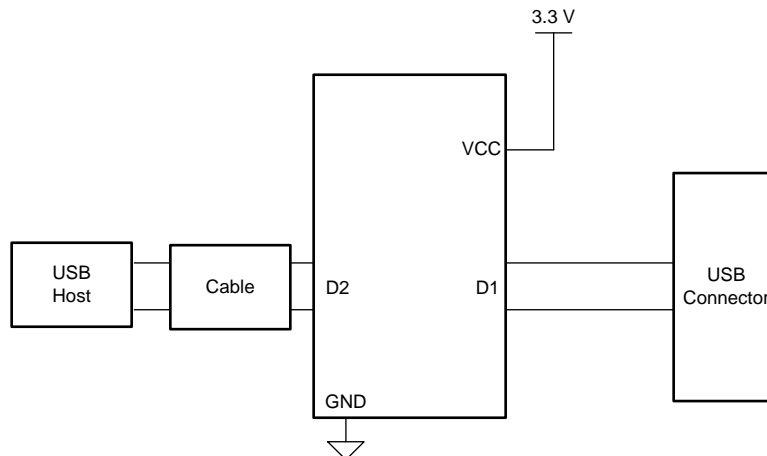 3.3 V
VCC
USB
Host
Cable
D2
D1
USB
Connector
GND